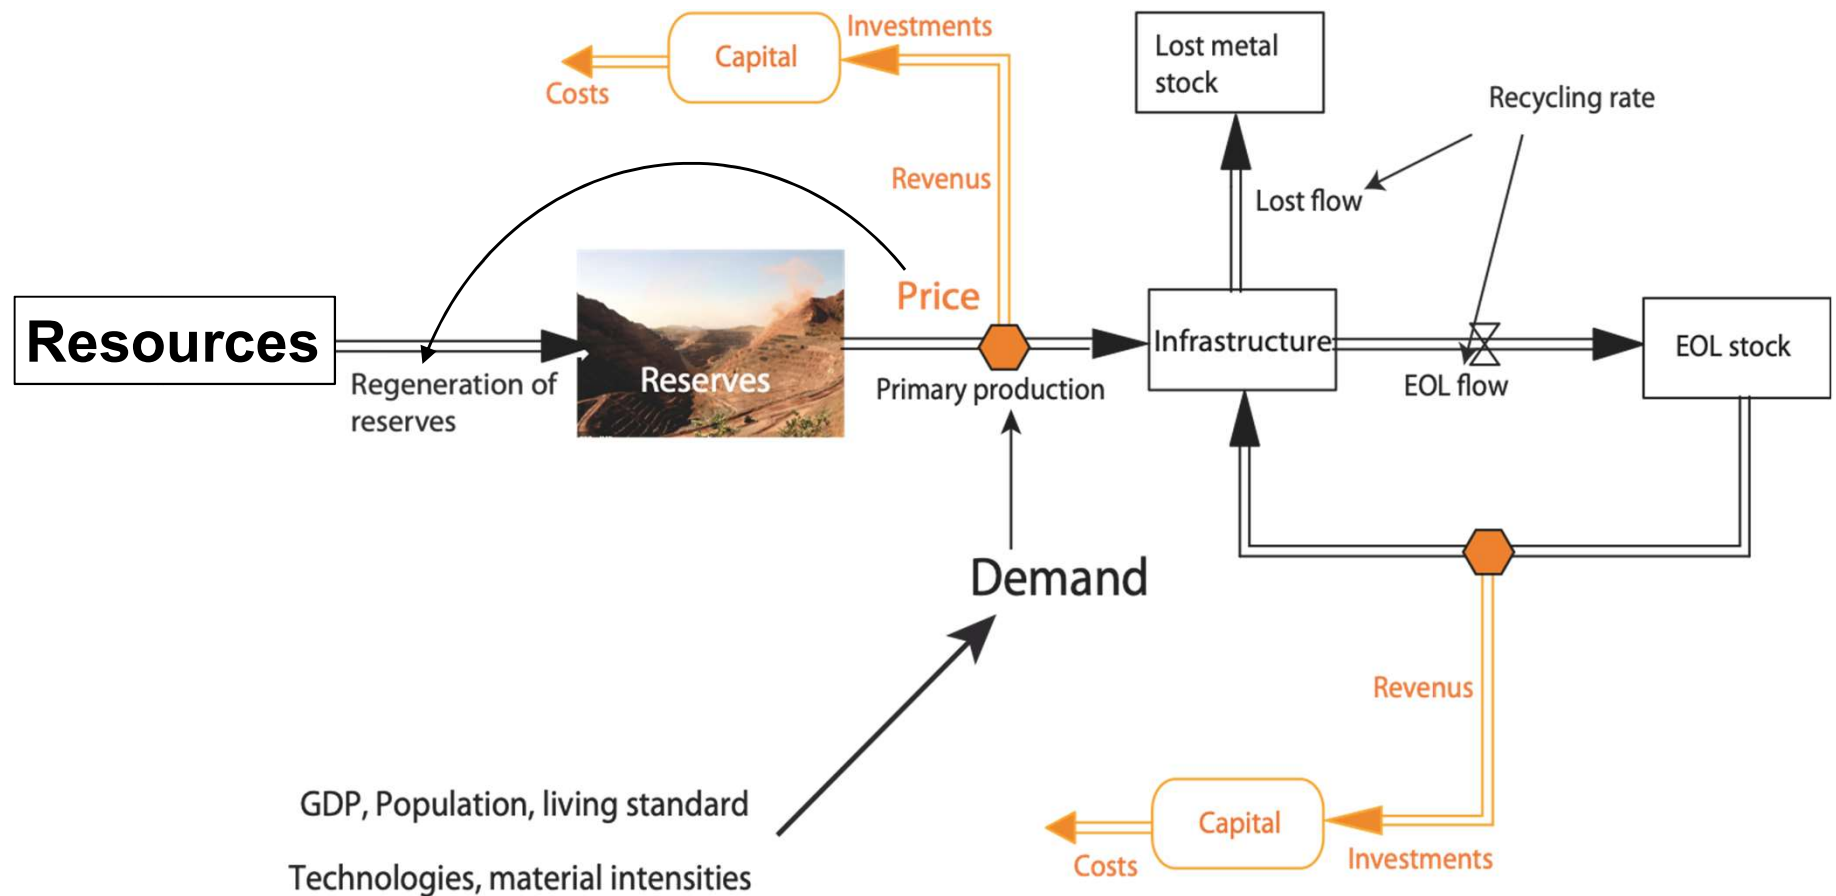 Investments
Capital
Costs
Lost metal
stock
Recycling rate
Revenus
Lost flow
Price
Resources
Reserves
Infrastructure
EOL stock
Regeneration of
reserves
Primary production
EOL flow
Demand
Revenus
GDP, Population, living standard
Capital
Investments
Costs
Technologies, material intensities